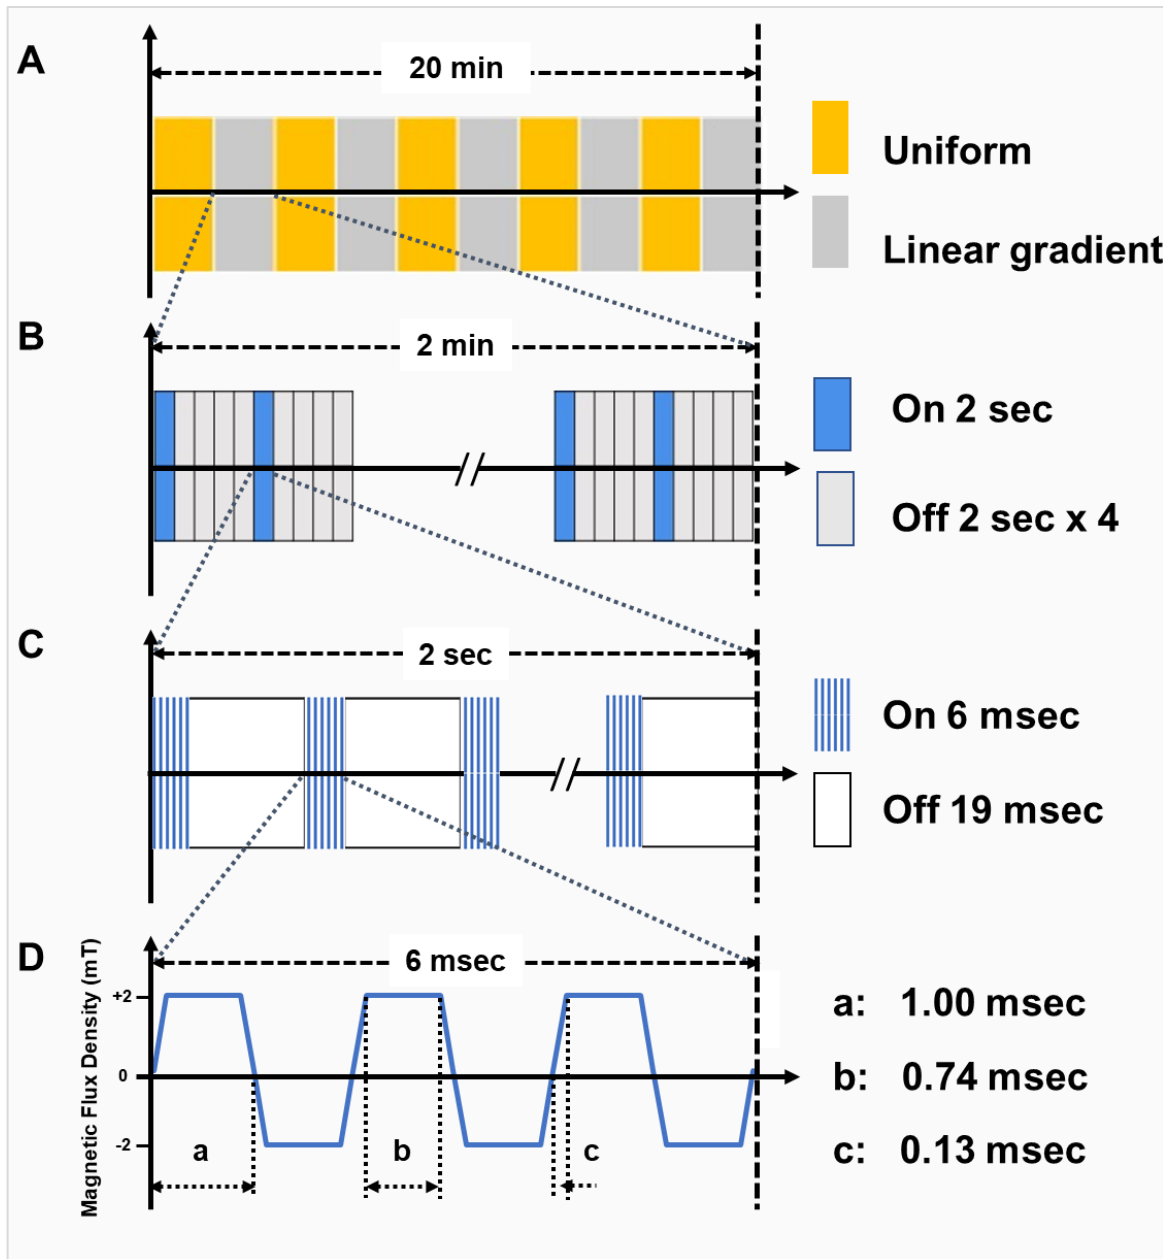 A
20 min
Uniform
Linear gradient
B
2 min
On 2 sec
Off 2 sec x 4
C
2 sec
On 6 msec
Off 19 msec
D
Magnetic Flux Density (mT)
6 msec
+2
0
-2
a
b
c
a: 1.00 msec
b: 0.74 msec
c: 0.13 msec